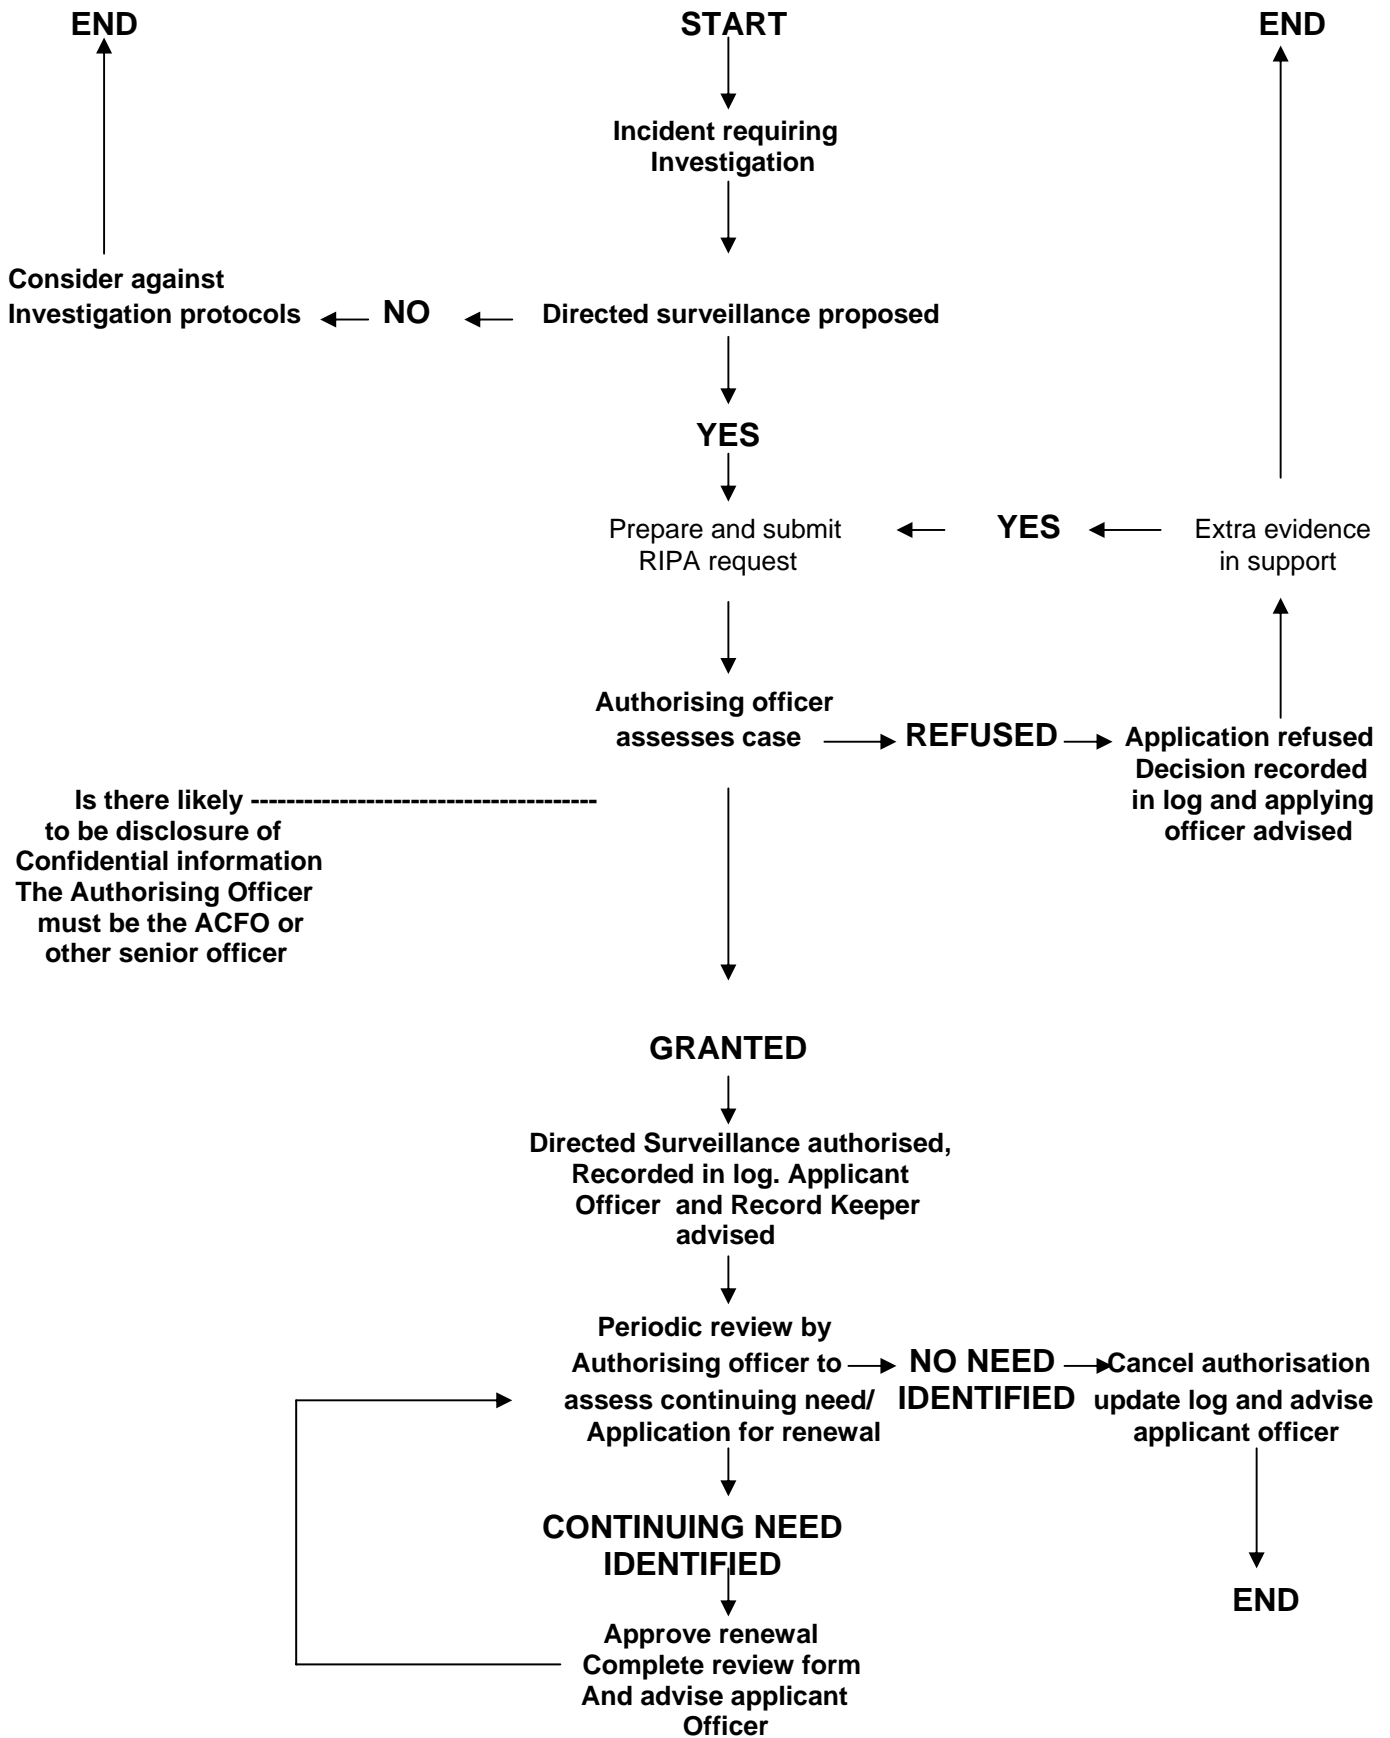 END
START
END
Incident requiring
Investigation
Consider against
Investigation protocols
NO
Directed surveillance proposed
YES
Prepare and submit
RIPA request
YES
Extra evidence
in support
Authorising officer
assesses case
REFUSED
Application refused
Decision recorded
in log and applying
officer advised
Is there likely --------------------------------------
to be disclosure of
Confidential information
The Authorising Officer
must be the ACFO or
other senior officer
GRANTED
Directed Surveillance authorised,
Recorded in log. Applicant
Officer and Record Keeper
advised
Periodic review by
Authorising officer to
assess continuing need/
Application for renewal
NO NEED
IDENTIFIED
Cancel authorisation
update log and advise
applicant officer
CONTINUING NEED
IDENTIFIED
END
Approve renewal
Complete review form
And advise applicant
Officer